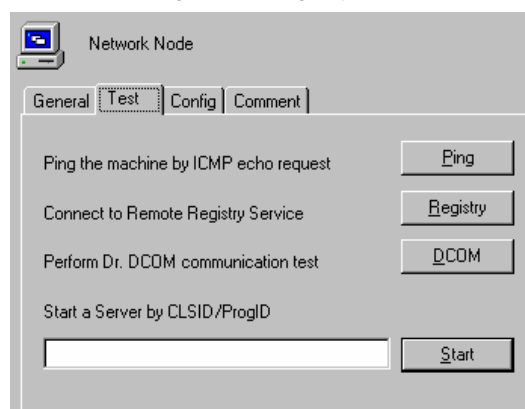 Network Node
General Test Config Comment
Ping the machine by ICMP echo request Ping
Connect to Remote Registry Service Registry
Perform Dr. DCOM communication test DCOM
Start a Server by CLSID/ProgID
Start